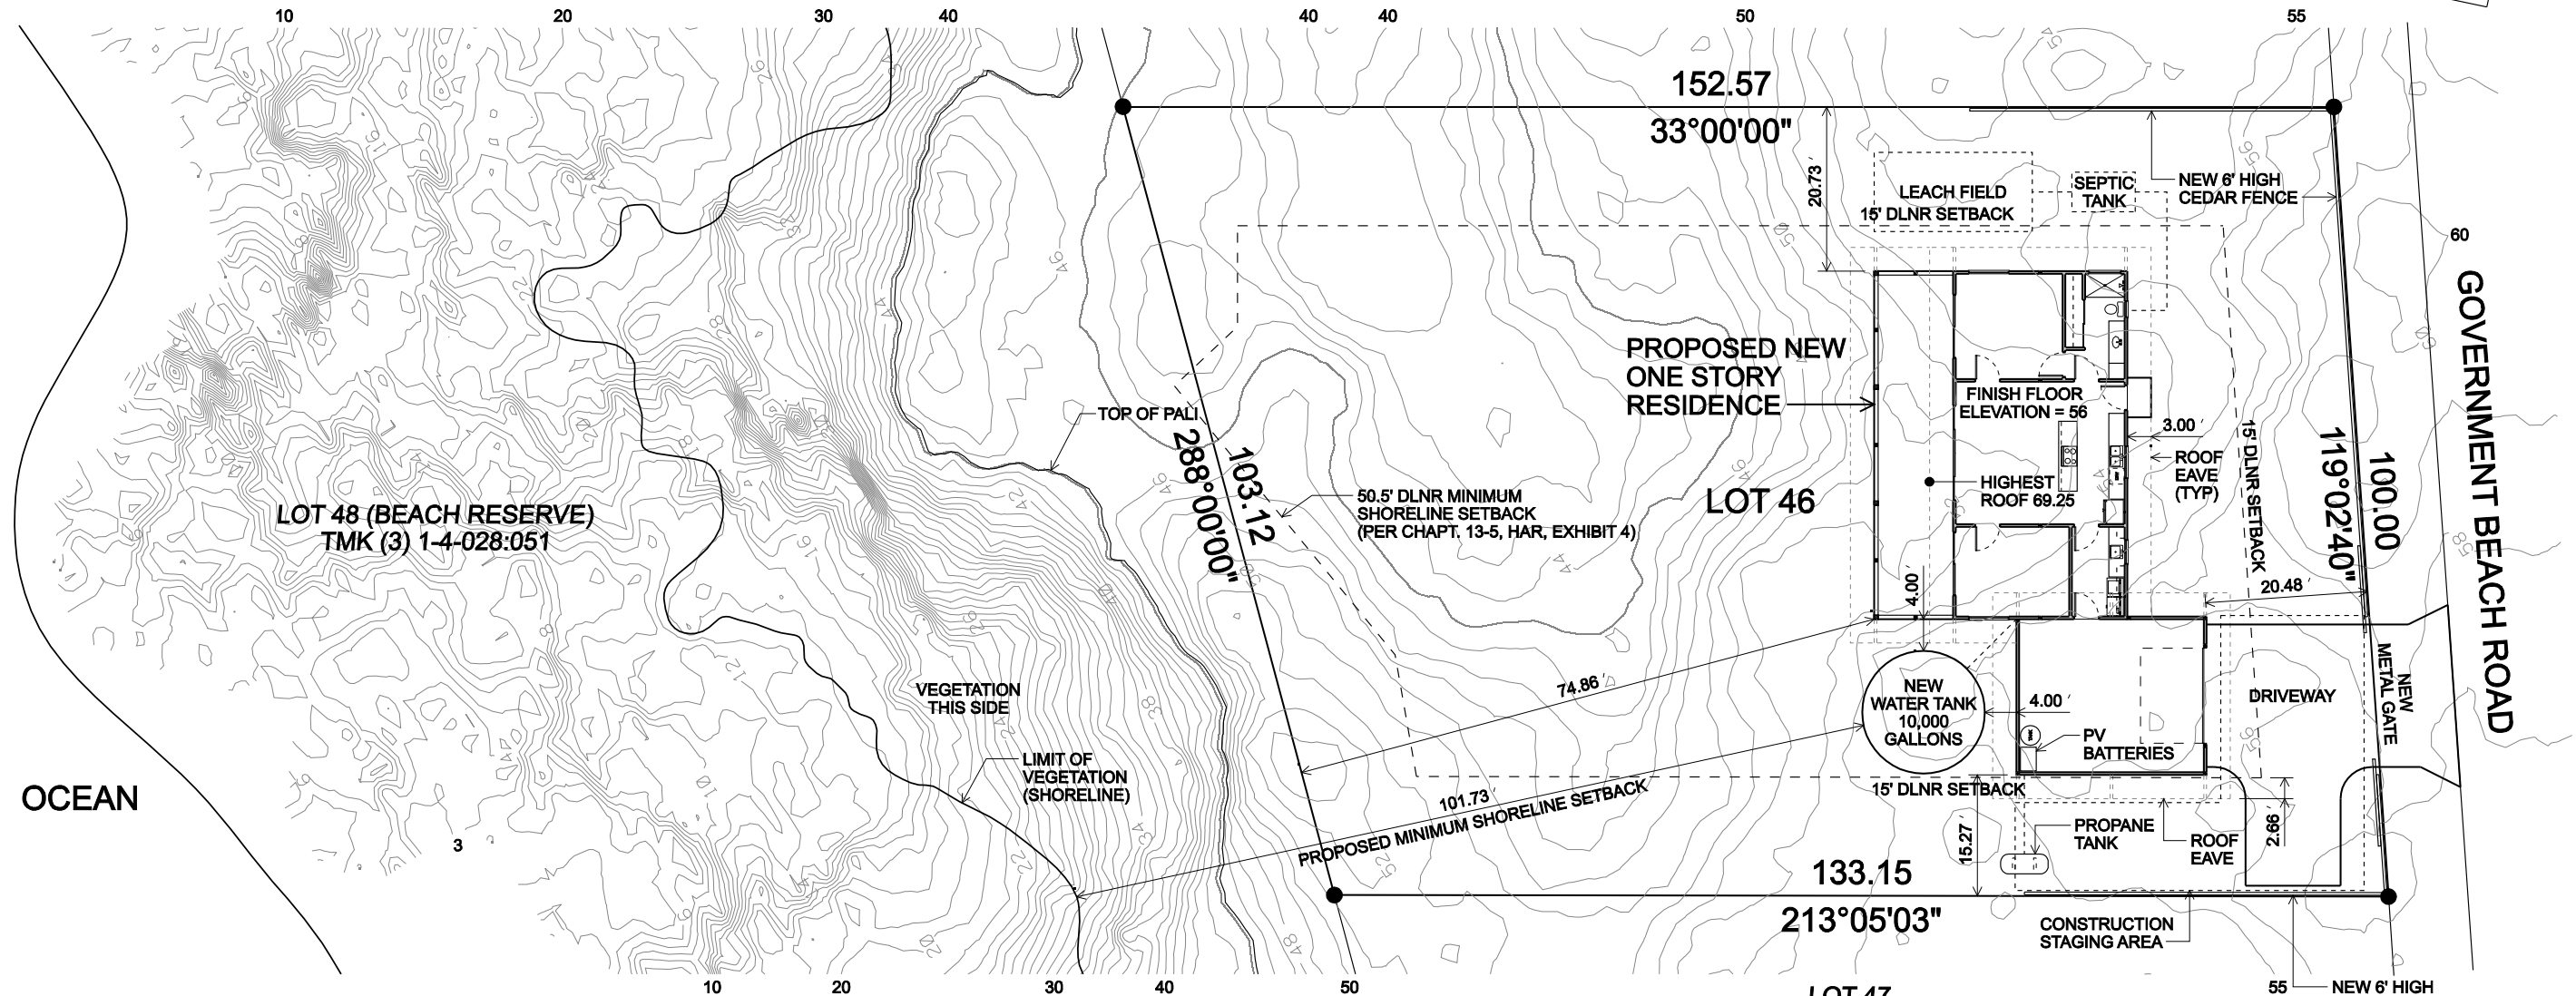 10 20 30 40 40 40 50 55
152.57
33°00'00"
20.73 '
LEACH FIELD
15' DLNR SETBACK
SEPTIC
TANK
NEW 6' HIGH
CEDAR FENCE
60
GOVERNMENT BEACH ROAD
PROPOSED NEW
ONE STORY
RESIDENCE
FINISH FLOOR
ELEVATION = 56
3.00 '
ROOF
EAVE
(TYP)
15' DLNR SETBACK
119°02'40"
100.00
HIGHEST
ROOF 69.25
TOP OF PALI
288°00'00"
103.12
50.5' DLNR MINIMUM
SHORELINE SETBACK
(PER CHAPT. 13-5, HAR, EXHIBIT 4)
LOT 46
LOT 48 (BEACH RESERVE)
TMK (3) 1-4-028:051
4.00 '
20.48 '
74.86 '
NEW
WATER TANK
10,000
GALLONS
4.00 '
PV
BATTERIES
DRIVEWAY
NEW
METAL GATE
VEGETATION
THIS SIDE
LIMIT OF
VEGETATION
(SHORELINE)
OCEAN
3
101.73 '
PROPOSED MINIMUM SHORELINE SETBACK
15' DLNR SETBACK
15.27 '
PROPANE
TANK
ROOF
EAVE
2.66 '
133.15
213°05'03"
CONSTRUCTION
STAGING AREA
10 20 30 40 50 55
NEW 6' HIGH
LOT 47